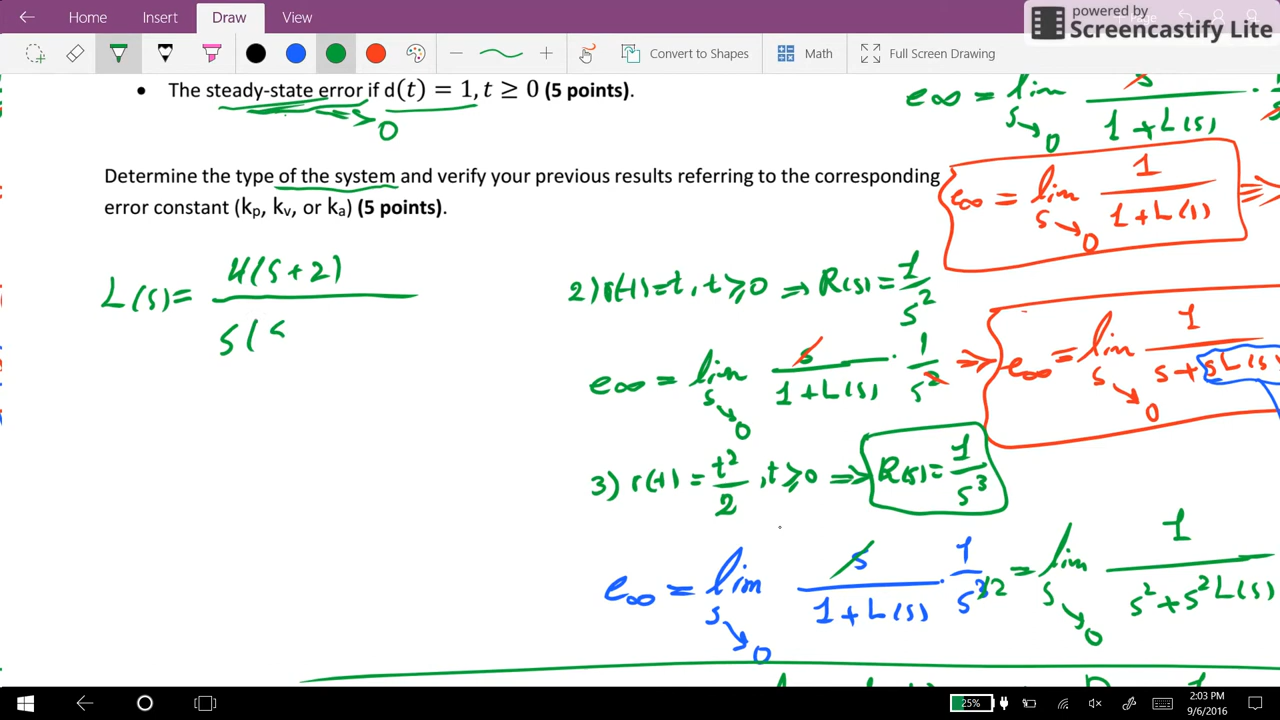 Home Insert Draw View
powered by
Screencastify Lite
Convert to Shapes Math Full Screen Drawing
• The steady-state error if d(t) = 1, t ≥ 0 (5 points).
0
Determine the type of the system and verify your previous results referring to the corresponding
error constant (kp, kv, or ka) (5 points).
L(s) = 4(s+2)
s(s
e∞ = lim s→0 s / 1+L(s) ·
e∞ = lim s→0 1 / 1+L(s) ⇒
2) r(t)=t, t≥0 ⇒ R(s)= 1/s²
e∞ = lim s→0 s / 1+L(s) · 1/s² ⇒ e∞ = lim s→0 1 / s+sL(s)
3) r(t)= t²/2, t≥0 ⇒ R(s)= 1/s³
e∞ = lim s→0 s / 1+L(s) · 1/s³ 2 = lim s→0 1 / s²+s²L(s)
25%
2:03 PM
9/6/2016